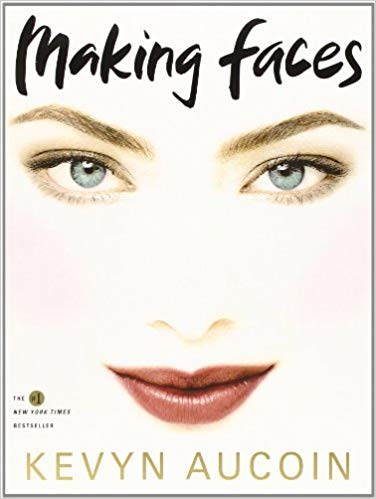 Making faces
THE #1
NEW YORK TIMES
BESTSELLER
KEVYN AUCOIN